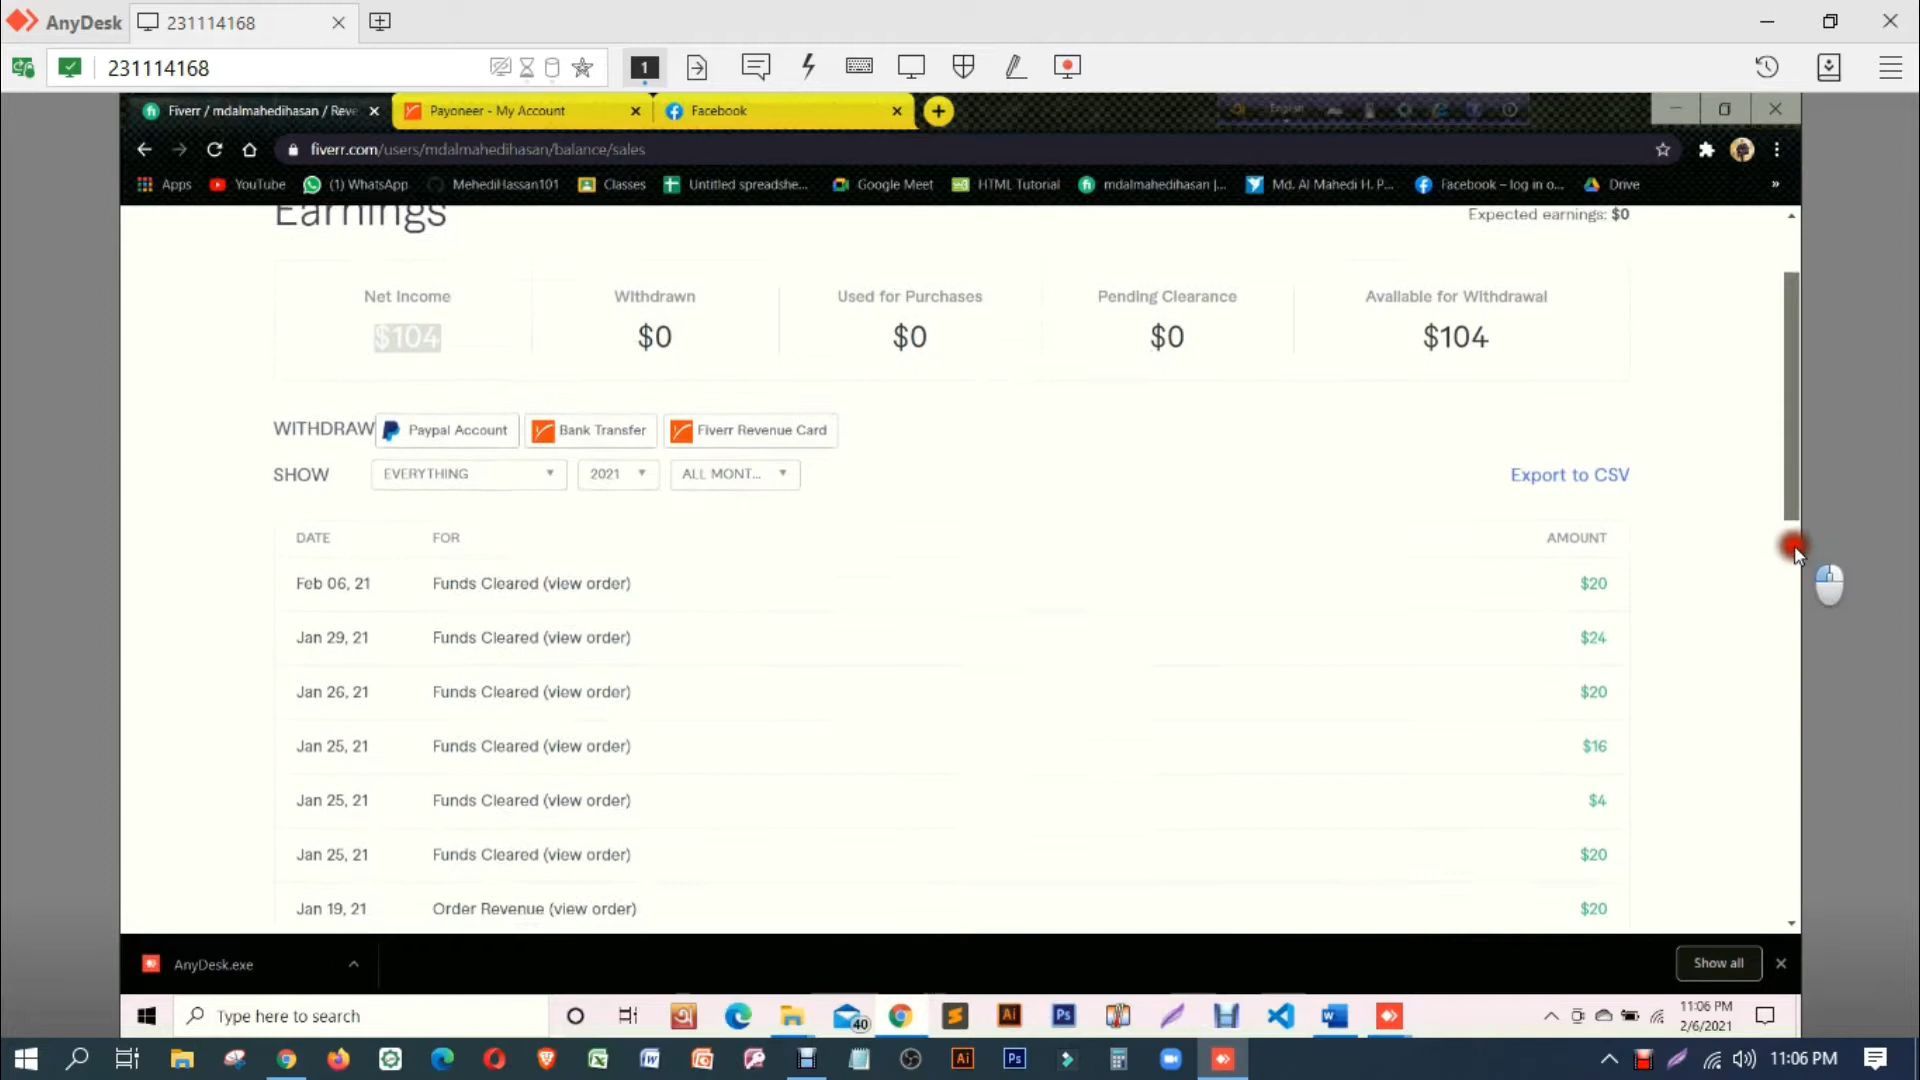 AnyDesk
231114168
231114168
1
Fiverr / mdalmahedihasan / Reve
Payoneer - My Account
Facebook
English
fiverr.com/users/mdalmahedihasan/balance/sales
Apps
YouTube
(1) WhatsApp
MehediHassan101
Classes
Untitled spreadshe...
Google Meet
HTML Tutorial
mdalmahedihasan |...
Md. Al Mahedi H. P...
Facebook – log in o...
Drive
»
Earnings
Expected earnings: $0
Net Income
Withdrawn
Used for Purchases
Pending Clearance
Available for Withdrawal
$104
$0
$0
$0
$104
WITHDRAW
Paypal Account
Bank Transfer
Fiverr Revenue Card
SHOW
EVERYTHING
2021
ALL MONT...
Export to CSV
DATE FOR AMOUNT
Feb 06, 21 Funds Cleared (view order) $20
Jan 29, 21 Funds Cleared (view order) $24
Jan 26, 21 Funds Cleared (view order) $20
Jan 25, 21 Funds Cleared (view order) $16
Jan 25, 21 Funds Cleared (view order) $4
Jan 25, 21 Funds Cleared (view order) $20
Jan 19, 21 Order Revenue (view order) $20
AnyDesk.exe
Show all
Type here to search
40
Ai
Ps
11:06 PM
2/6/2021
Ai
Ps
11:06 PM